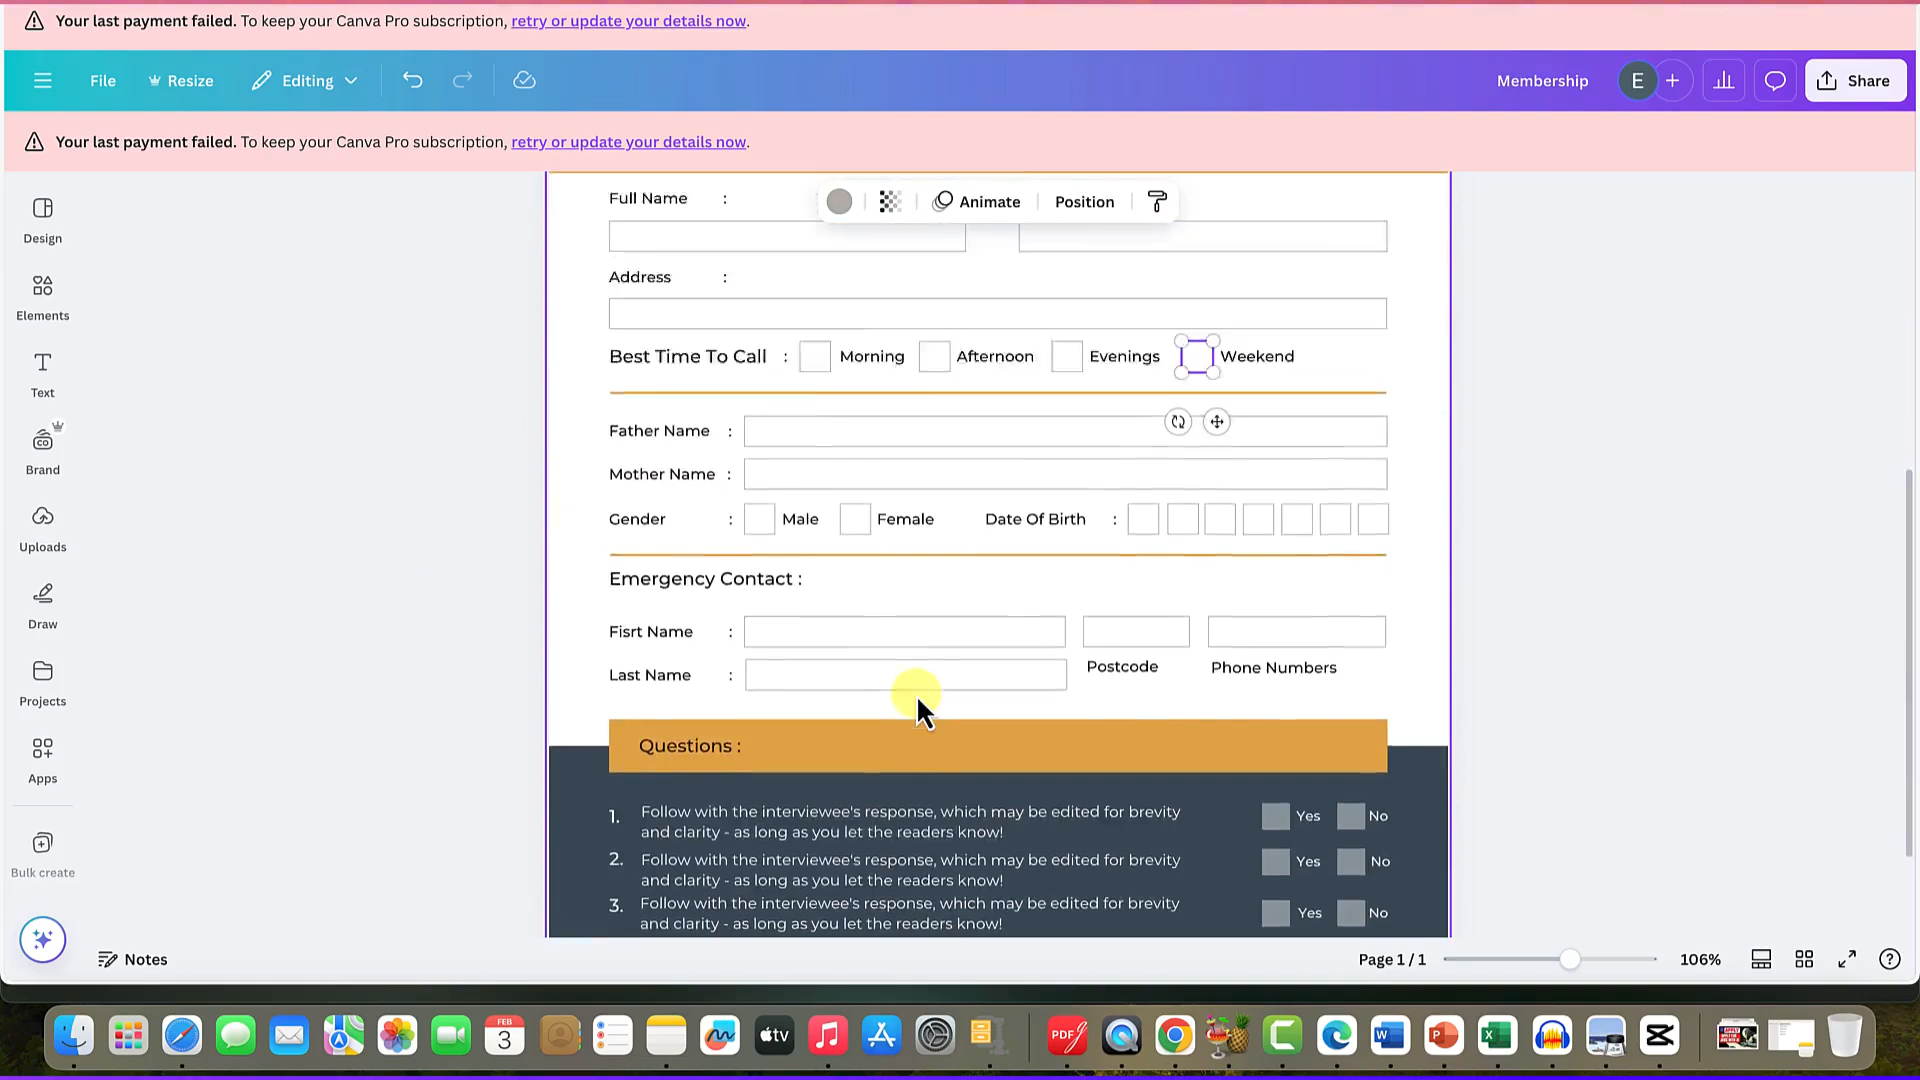 Your last payment failed. To keep your Canva Pro subscription, retry or update your details now.
File Resize Editing Membership E Share
Your last payment failed. To keep your Canva Pro subscription, retry or update your details now.
Design
Elements
Text
Brand
Uploads
Draw
Projects
Apps
Bulk create
Animate Position
Full Name :
Address :
Best Time To Call : Morning Afternoon Evenings Weekend
Father Name :
Mother Name :
Gender : Male Female Date Of Birth :
Emergency Contact :
Fisrt Name :
Last Name : Postcode Phone Numbers
Questions :
1. Follow with the interviewee's response, which may be edited for brevity Yes No
and clarity - as long as you let the readers know!
2. Follow with the interviewee's response, which may be edited for brevity Yes No
and clarity - as long as you let the readers know!
3. Follow with the interviewee's response, which may be edited for brevity Yes No
and clarity - as long as you let the readers know!
Notes Page 1 / 1 106%
FEB
3
tv
PDF